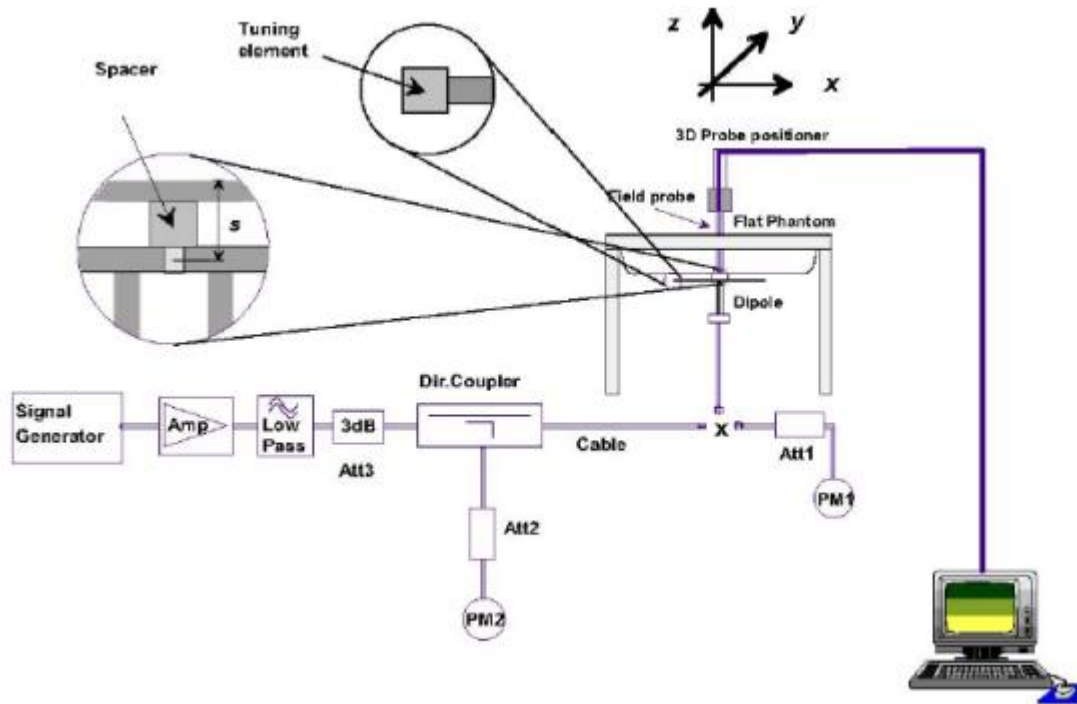 Tuning
element
Spacer
z
y
x
3D Probe positioner
Field probe
s
Flat Phantom
Dipole
Dir.Coupler
Signal
Generator
Amp
Low
Pass
3dB
Att3
Cable
x
Att1
PM1
Att2
PM2